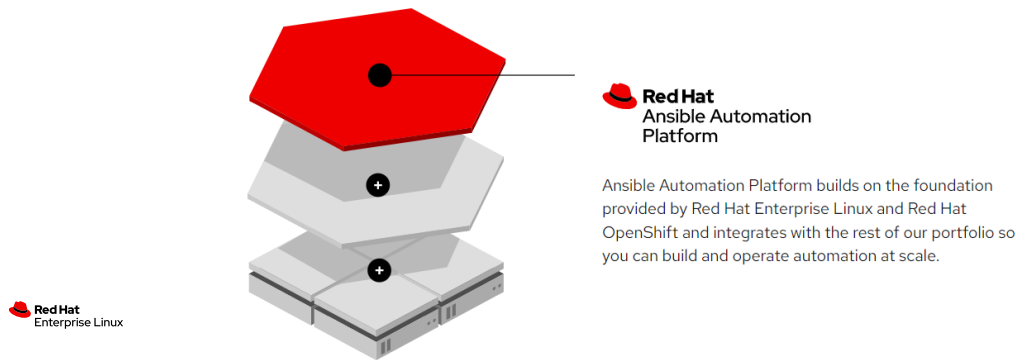 Red Hat
Ansible Automation
Platform
Ansible Automation Platform builds on the foundation
provided by Red Hat Enterprise Linux and Red Hat
OpenShift and integrates with the rest of our portfolio so
you can build and operate automation at scale.
Red Hat
Enterprise Linux